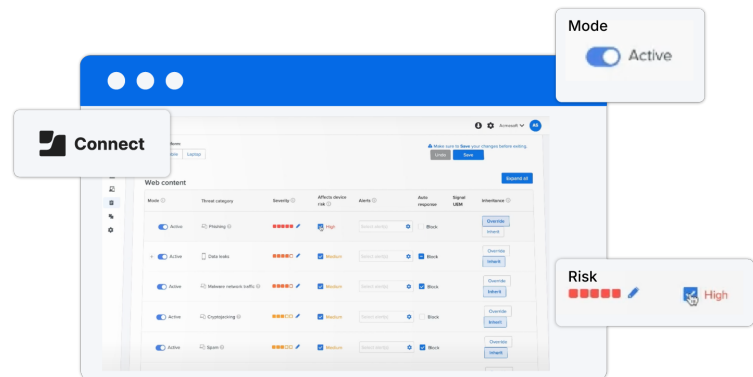 Mode
Active
Connect
Acmesoft
AS
Laptop
Make sure to Save your changes before exiting.
Undo Save
Web content
Expand all
Mode Threat category Severity Affects device risk Alerts Auto response Signal UBM Inheritance
Active Phishing High Select alert(s) Block Override Inherit
Active Data leaks Medium Select alert(s) Block Override Inherit
Active Malware network traffic Medium Select alert(s) Block Override Inherit
Active Cryptojacking Medium Select alert(s) Block Override Inherit
Active Spam Medium Select alert(s) Block Override Inherit
Risk
High